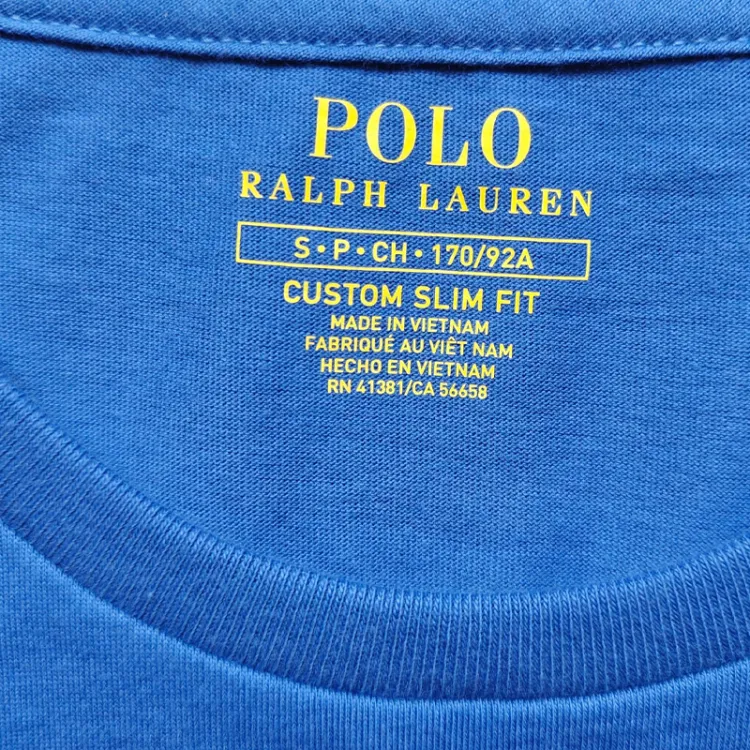 POLO
RALPH LAUREN
S • P • CH • 170/92A
CUSTOM SLIM FIT
MADE IN VIETNAM
FABRIQUÉ AU VIÊT NAM
HECHO EN VIETNAM
RN 41381/CA 56658